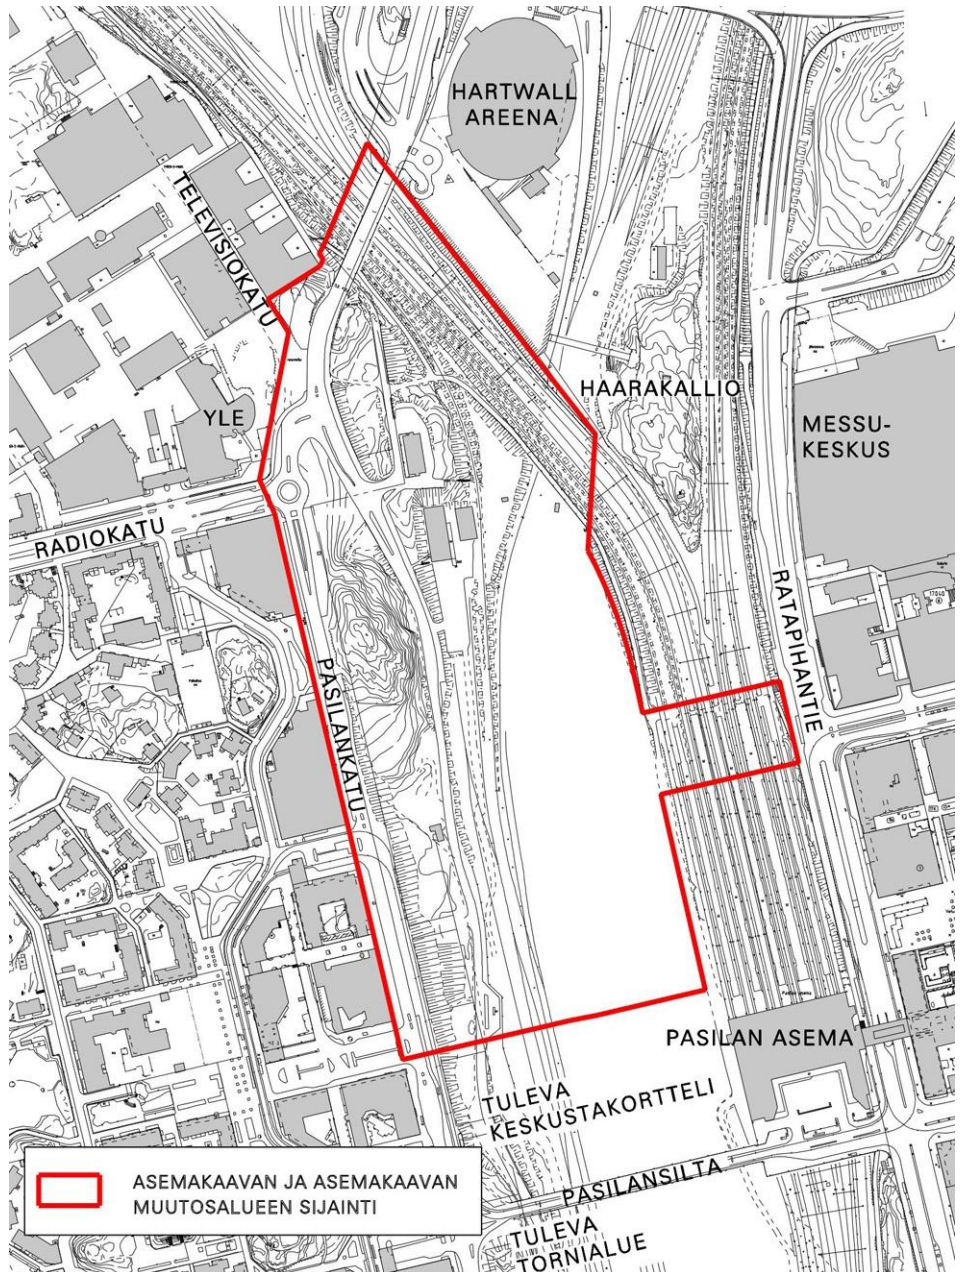 HARTWALL
AREENA
TELEVISIOKATU
HAARAKALLIO
YLE
MESSU-
KESKUS
RADIOKATU
RATAPIHANTIE
PASILANKATU
PASILAN ASEMA
TULEVA
KESKUSTAKORTTELI
PASILANSILTA
TULEVA
TORNIALUE
ASEMAKAAVAN JA ASEMAKAAVAN
MUUTOSALUEEN SIJAINTI